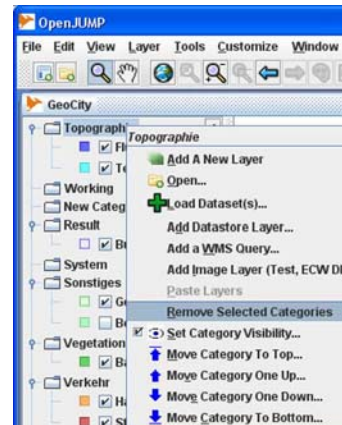 OpenJUMP
File Edit View Layer Tools Customize Window
GeoCity
Topographie
Topographie
Add A New Layer
Open...
Load Dataset(s)...
Working
Add Datastore Layer...
New Categ
Result
Add a WMS Query...
System
Add Image Layer (Test, ECW
Sonstiges
Paste Layers
Remove Selected Categories
Set Category Visibility...
Vegetation
Move Category To Top...
Move Category One Up...
Verkehr
Move Category One Down...
Move Category To Bottom...